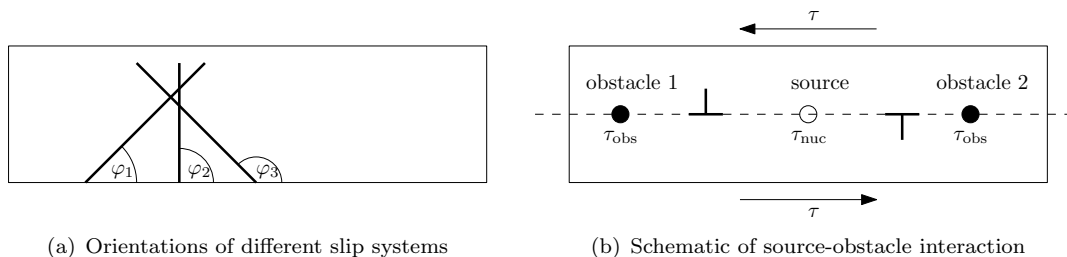 φ₁
φ₂
φ₃
(a) Orientations of different slip systems
τ
obstacle 1
source
obstacle 2
τobs
τnuc
τobs
τ
(b) Schematic of source-obstacle interaction